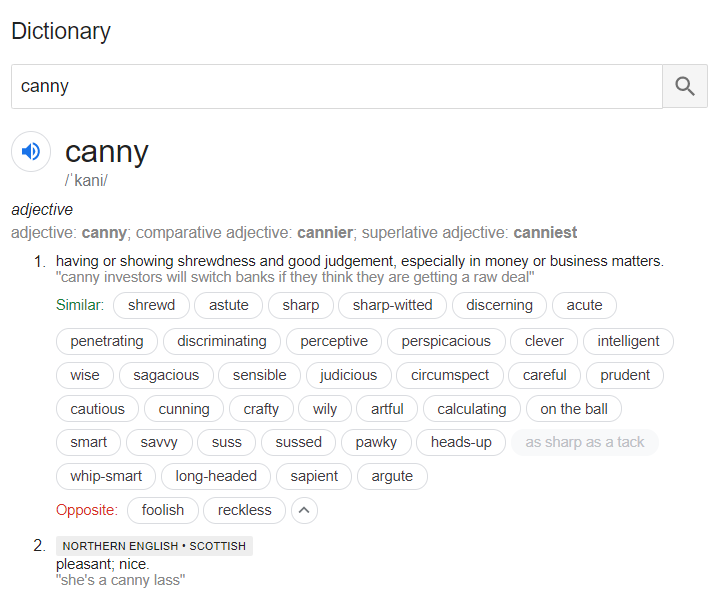 Dictionary
canny
canny
/ˈkani/
adjective
adjective: canny; comparative adjective: cannier; superlative adjective: canniest
1. having or showing shrewdness and good judgement, especially in money or business matters.
"canny investors will switch banks if they think they are getting a raw deal"
Similar: shrewd astute sharp sharp-witted discerning acute
penetrating discriminating perceptive perspicacious clever intelligent
wise sagacious sensible judicious circumspect careful prudent
cautious cunning crafty wily artful calculating on the ball
smart savvy suss sussed pawky heads-up as sharp as a tack
whip-smart long-headed sapient argute
Opposite: foolish reckless
2. NORTHERN ENGLISH • SCOTTISH
pleasant; nice.
"she's a canny lass"